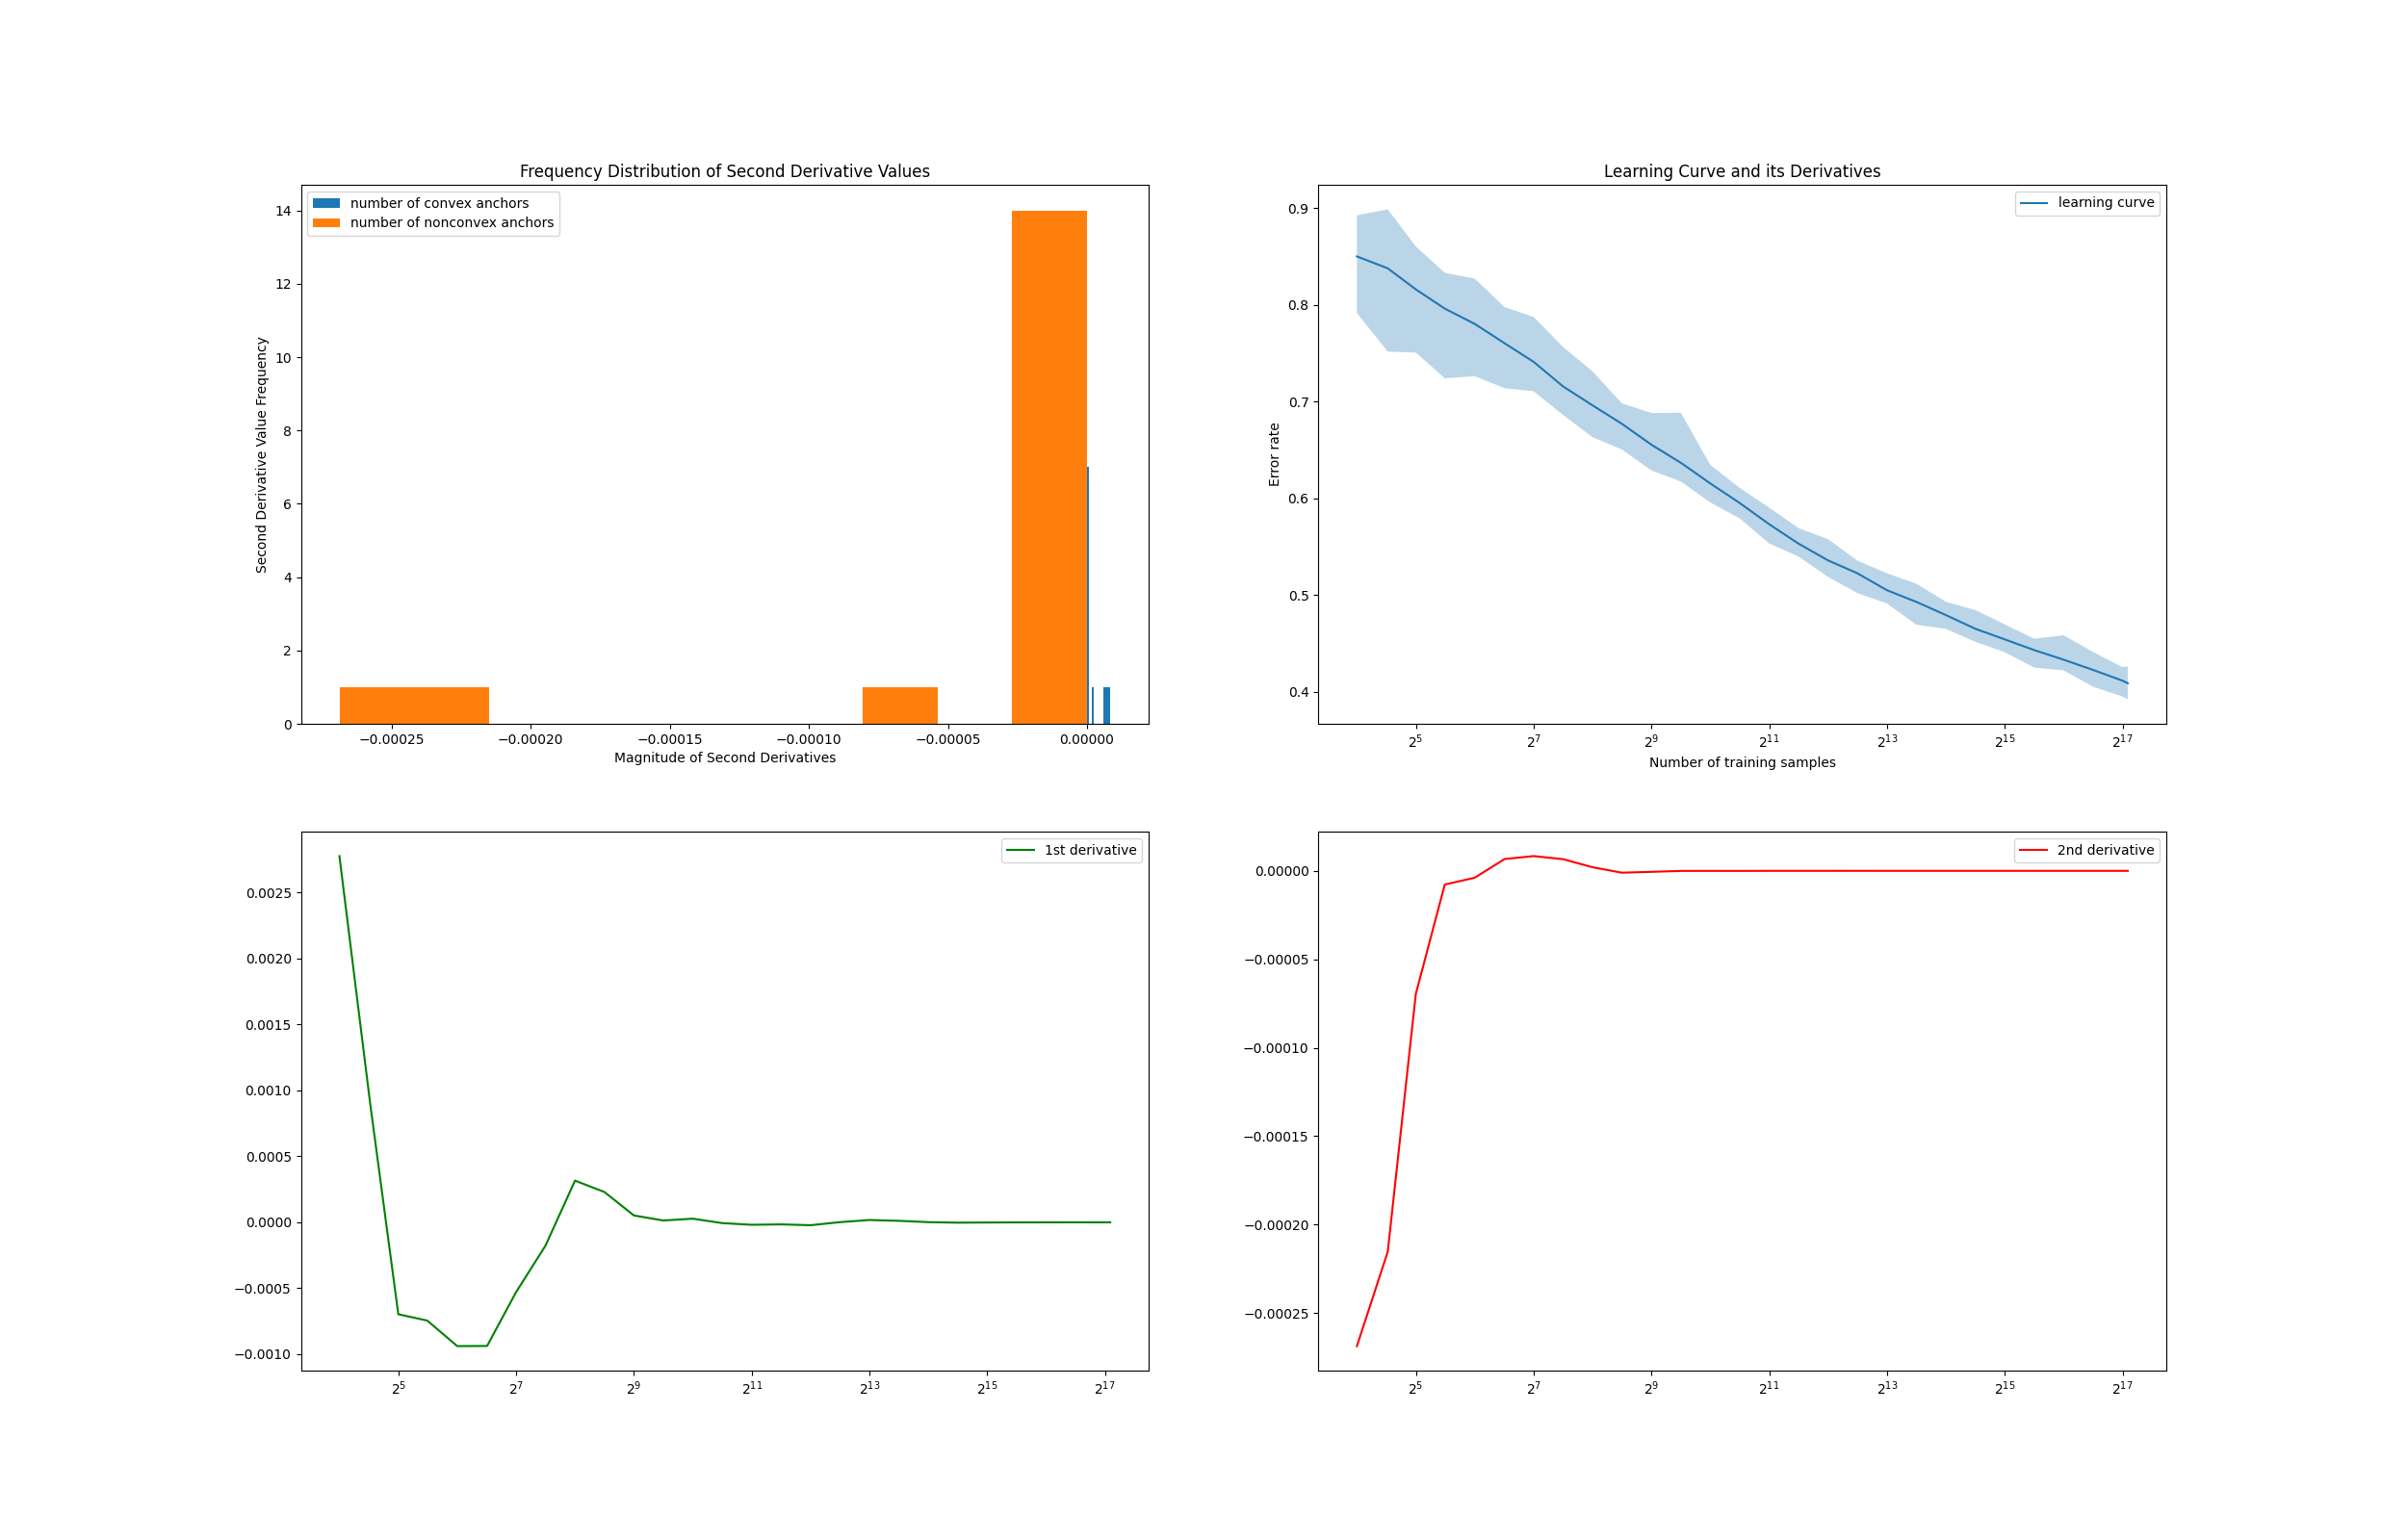 Frequency Distribution of Second Derivative Values
number of convex anchors
number of nonconvex anchors
14
12
10
8
6
4
2
0
Second Derivative Value Frequency
−0.00025 −0.00020 −0.00015 −0.00010 −0.00005 0.00000
Magnitude of Second Derivatives
Learning Curve and its Derivatives
learning curve
0.9
0.8
0.7
0.6
0.5
0.4
Error rate
2^5 2^7 2^9 2^11 2^13 2^15 2^17
Number of training samples
1st derivative
0.0025
0.0020
0.0015
0.0010
0.0005
0.0000
−0.0005
−0.0010
2^5 2^7 2^9 2^11 2^13 2^15 2^17
2nd derivative
0.00000
−0.00005
−0.00010
−0.00015
−0.00020
−0.00025
2^5 2^7 2^9 2^11 2^13 2^15 2^17